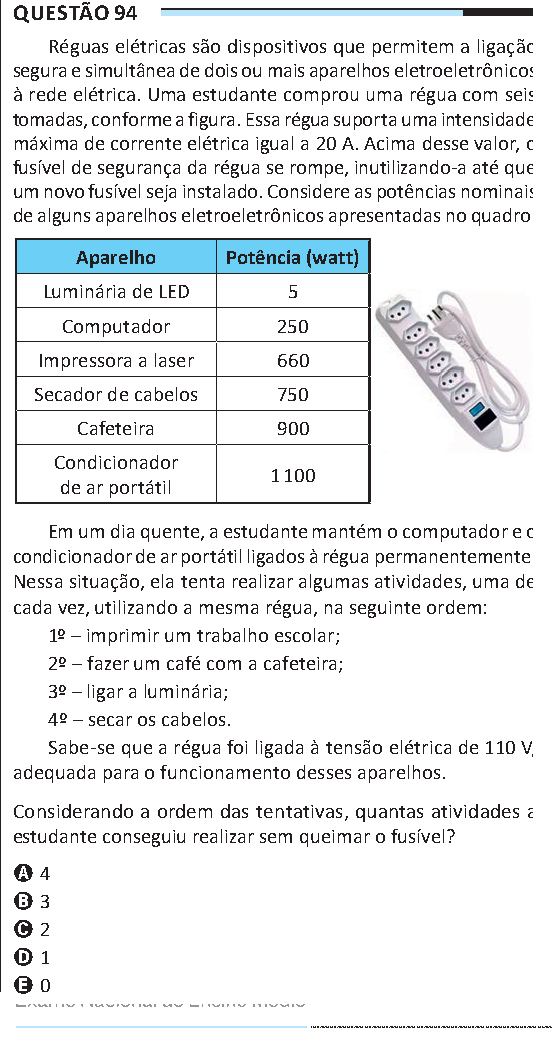 QUESTÃO 94
Réguas elétricas são dispositivos que permitem a ligação
segura e simultânea de dois ou mais aparelhos eletroeletrônicos
à rede elétrica. Uma estudante comprou uma régua com seis
tomadas, conforme a figura. Essa régua suporta uma intensidade
máxima de corrente elétrica igual a 20 A. Acima desse valor, o
fusível de segurança da régua se rompe, inutilizando-a até que
um novo fusível seja instalado. Considere as potências nominais
de alguns aparelhos eletroeletrônicos apresentadas no quadro
Aparelho Potência (watt)
Luminária de LED 5
Computador 250
Impressora a laser 660
Secador de cabelos 750
Cafeteira 900
Condicionador
de ar portátil 1100
Em um dia quente, a estudante mantém o computador e o
condicionador de ar portátil ligados à régua permanentemente
Nessa situação, ela tenta realizar algumas atividades, uma de
cada vez, utilizando a mesma régua, na seguinte ordem:
1º – imprimir um trabalho escolar;
2º – fazer um café com a cafeteira;
3º – ligar a luminária;
4º – secar os cabelos.
Sabe-se que a régua foi ligada à tensão elétrica de 110 V,
adequada para o funcionamento desses aparelhos.
Considerando a ordem das tentativas, quantas atividades a
estudante conseguiu realizar sem queimar o fusível?
A 4
B 3
C 2
D 1
E 0
Exame Nacional do Ensino Médio